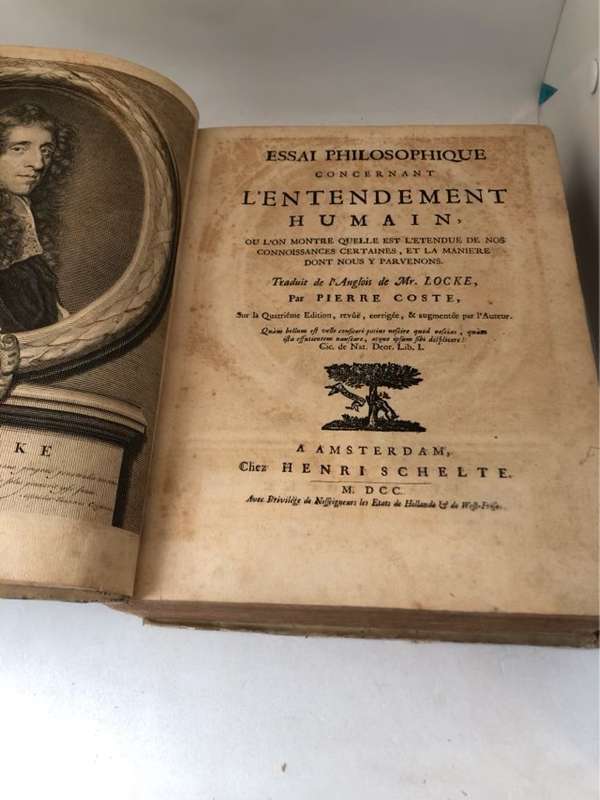 KE
ESSAI PHILOSOPHIQUE
CONCERNANT
L'ENTENDEMENT
HUMAIN,
OU L'ON MONTRE QUELLE EST L'ETENDUE DE NOS
CONNOISSANCES CERTAINES, ET LA MANIERE
DONT NOUS Y PARVENONS.
Traduit de l'Anglois de Mr. LOCKE,
Par PIERRE COSTE,
Sur la Quatriéme Edition, revûë, corrigée, & augmentée par l'Auteur.
Quàm bellum est velle confiteri potius nescire quod nescias, quàm
ista effutientem nauseare, atque ipsum sibi displicere!
Cic. de Nat. Deor. Lib. I.
A AMSTERDAM,
Chez HENRI SCHELTE.
M. DCC.
Avec Privilége de Nosseigneurs les Etats de Hollande & de West-Frise.